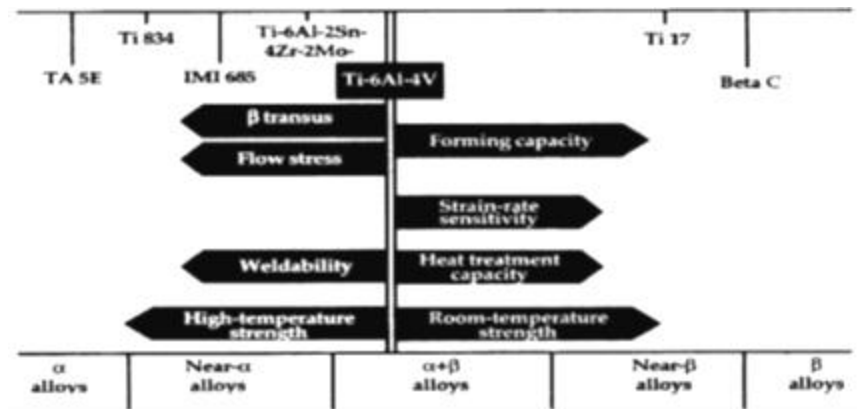 Ti 834
Ti-6Al-2Sn-
4Zr-2Mo-
Ti 17
TA 5E
IMI 685
Ti-6Al-4V
Beta C
β transus
Forming capacity
Flow stress
Strain-rate
sensitivity
Weldability
Heat treatment
capacity
High-temperature
strength
Room-temperature
strength
α
alloys
Near-α
alloys
α+β
alloys
Near-β
alloys
β
alloys